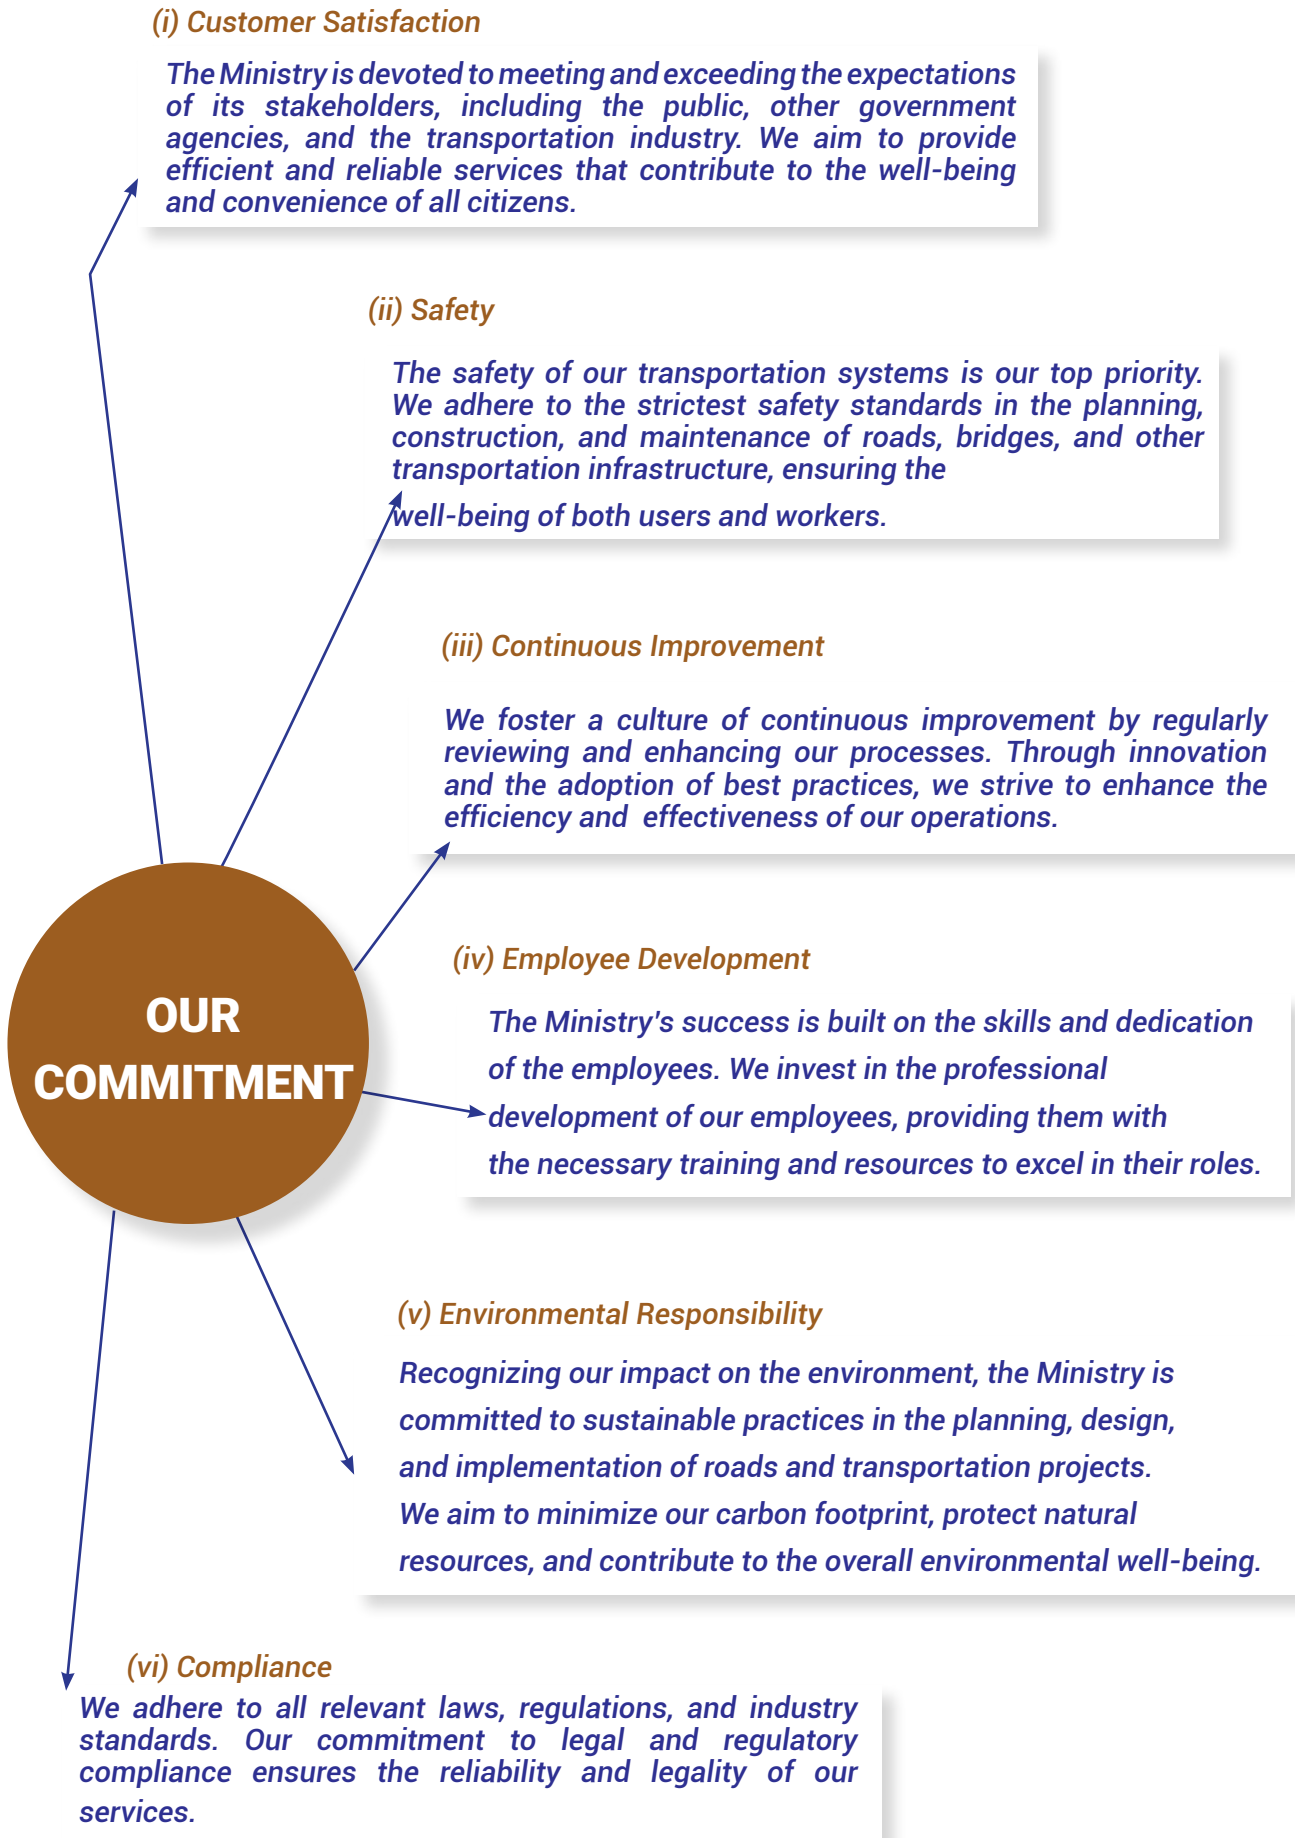 (i) Customer Satisfaction
The Ministry is devoted to meeting and exceeding the expectations
of its stakeholders, including the public, other government
agencies, and the transportation industry. We aim to provide
efficient and reliable services that contribute to the well-being
and convenience of all citizens.
(ii) Safety
The safety of our transportation systems is our top priority.
We adhere to the strictest safety standards in the planning,
construction, and maintenance of roads, bridges, and other
transportation infrastructure, ensuring the
well-being of both users and workers.
(iii) Continuous Improvement
We foster a culture of continuous improvement by regularly
reviewing and enhancing our processes. Through innovation
and the adoption of best practices, we strive to enhance the
efficiency and effectiveness of our operations.
OUR
COMMITMENT
(iv) Employee Development
The Ministry's success is built on the skills and dedication
of the employees. We invest in the professional
development of our employees, providing them with
the necessary training and resources to excel in their roles.
(v) Environmental Responsibility
Recognizing our impact on the environment, the Ministry is
committed to sustainable practices in the planning, design,
and implementation of roads and transportation projects.
We aim to minimize our carbon footprint, protect natural
resources, and contribute to the overall environmental well-being.
(vi) Compliance
We adhere to all relevant laws, regulations, and industry
standards. Our commitment to legal and regulatory
compliance ensures the reliability and legality of our
services.